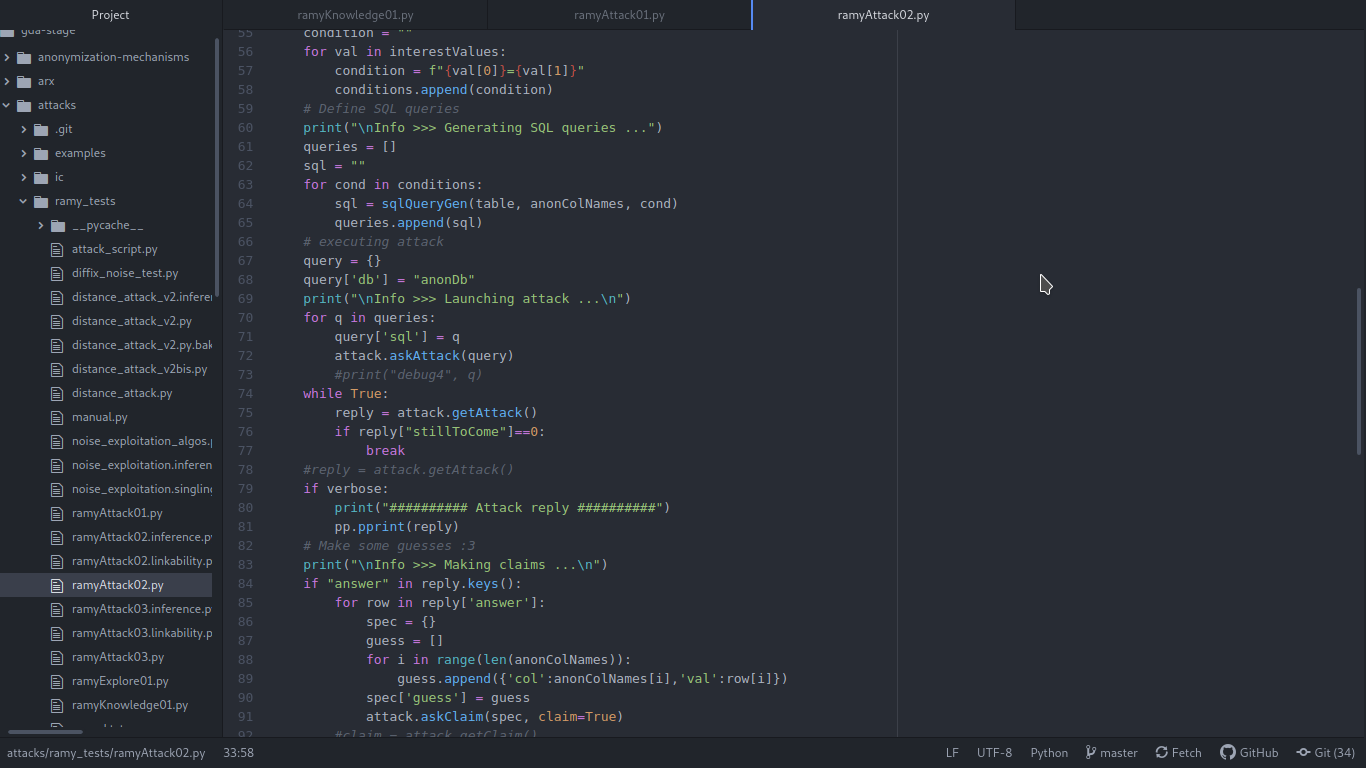 Project
ramyKnowledge01.py
ramyAttack01.py
ramyAttack02.py
gda-stage
anonymization-mechanisms
arx
attacks
.git
examples
ic
ramy_tests
__pycache__
attack_script.py
diffix_noise_test.py
distance_attack_v2.infere
distance_attack_v2.py
distance_attack_v2.py.bak
distance_attack_v2bis.py
distance_attack.py
manual.py
noise_exploitation_algos.p
noise_exploitation.inferen
noise_exploitation.singling
ramyAttack01.py
ramyAttack02.inference.py
ramyAttack02.linkability.p
ramyAttack02.py
ramyAttack03.inference.py
ramyAttack03.linkability.p
ramyAttack03.py
ramyExplore01.py
ramyKnowledge01.py
55 condition = ""
56 for val in interestValues:
57 condition = f"{val[0]}={val[1]}"
58 conditions.append(condition)
59 # Define SQL queries
60 print("\nInfo >>> Generating SQL queries ...")
61 queries = []
62 sql = ""
63 for cond in conditions:
64 sql = sqlQueryGen(table, anonColNames, cond)
65 queries.append(sql)
66 # executing attack
67 query = {}
68 query['db'] = "anonDb"
69 print("\nInfo >>> Launching attack ...\n")
70 for q in queries:
71 query['sql'] = q
72 attack.askAttack(query)
73 #print("debug4", q)
74 while True:
75 reply = attack.getAttack()
76 if reply["stillToCome"]==0:
77 break
78 #reply = attack.getAttack()
79 if verbose:
80 print("########## Attack reply ##########")
81 pp.pprint(reply)
82 # Make some guesses :3
83 print("\nInfo >>> Making claims ...\n")
84 if "answer" in reply.keys():
85 for row in reply['answer']:
86 spec = {}
87 guess = []
88 for i in range(len(anonColNames)):
89 guess.append({'col':anonColNames[i],'val':row[i]})
90 spec['guess'] = guess
91 attack.askClaim(spec, claim=True)
92 #claim = attack.getClaim()
attacks/ramy_tests/ramyAttack02.py 33:58 LF UTF-8 Python master Fetch GitHub Git (34)